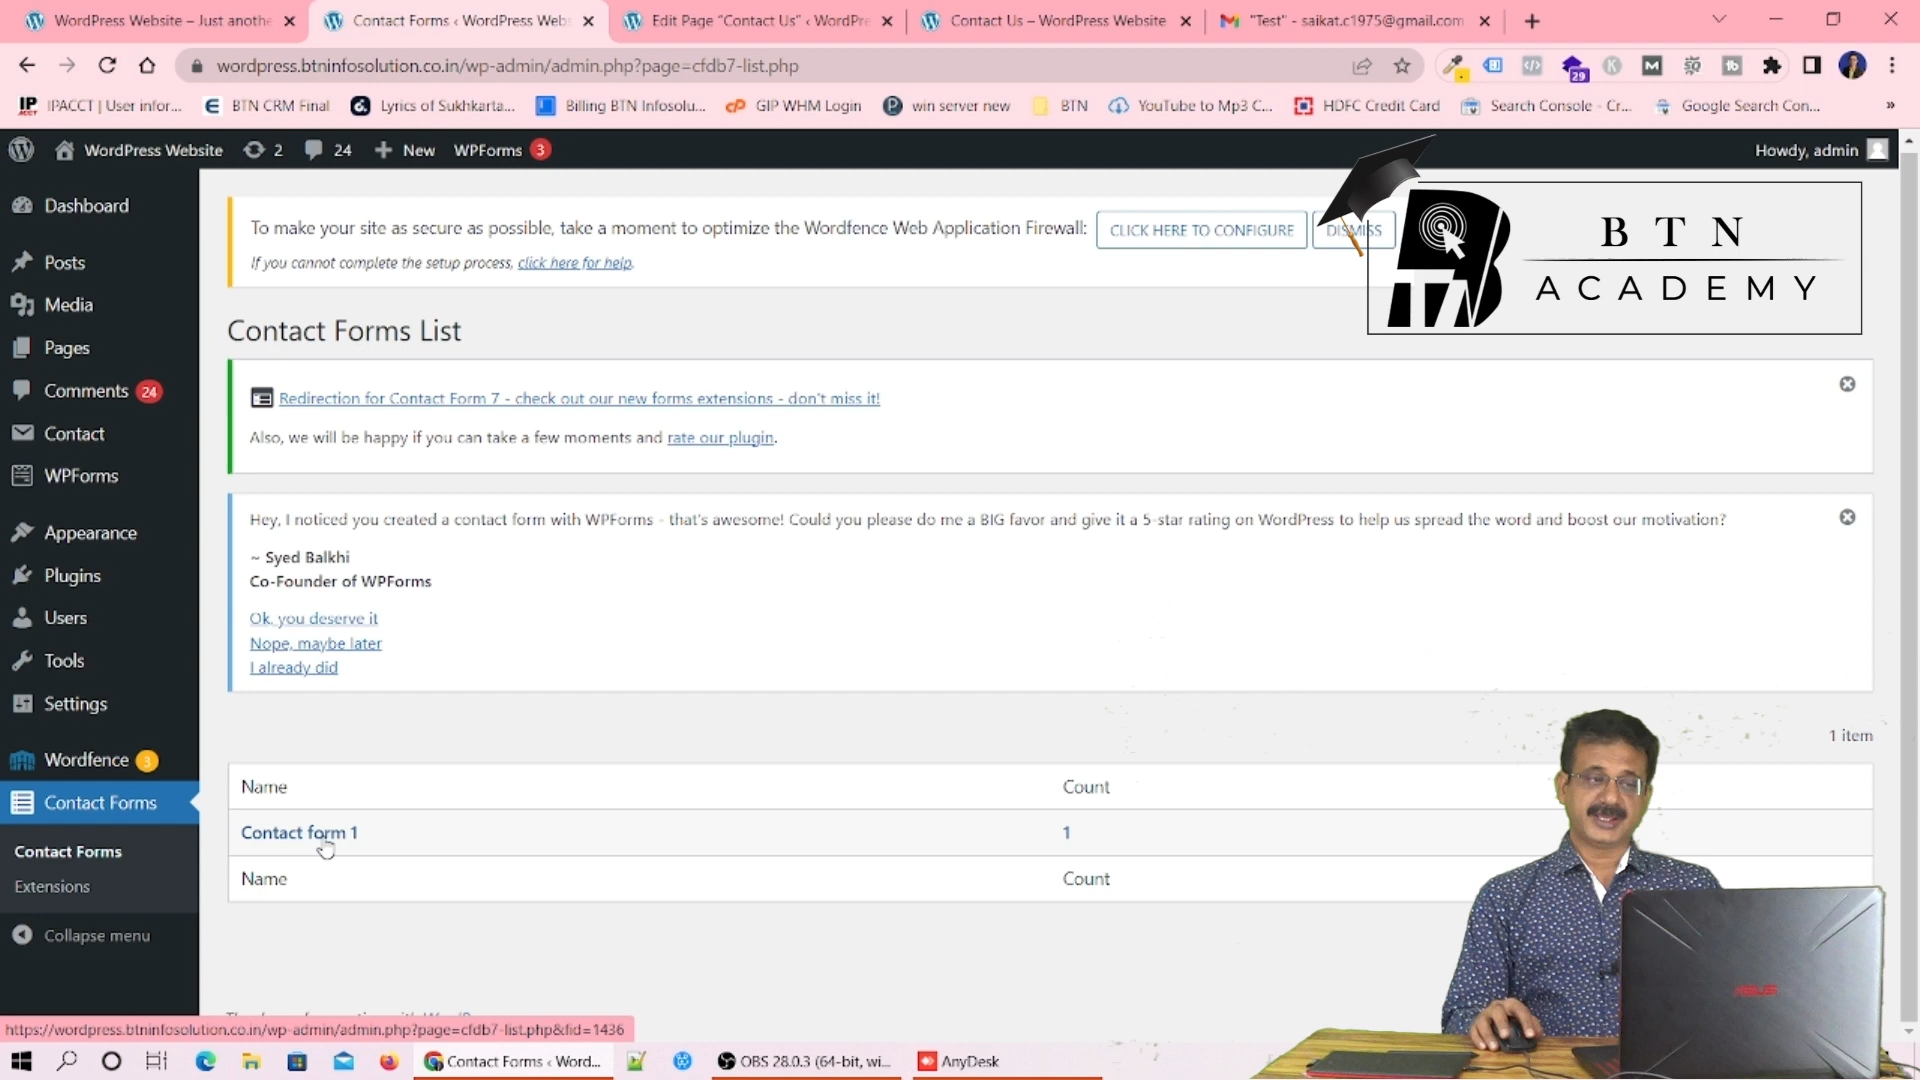 WordPress Website – Just anothe
Contact Forms ‹ WordPress Webs
Edit Page “Contact Us” ‹ WordPre
Contact Us – WordPress Website
"Test" - saikat.c1975@gmail.com
wordpress.btninfosolution.co.in/wp-admin/admin.php?page=cfdb7-list.php
29
IPACCT | User infor...
BTN CRM Final
Lyrics of Sukhkarta...
Billing BTN Infosolu...
GIP WHM Login
win server new
BTN
YouTube to Mp3 C...
HDFC Credit Card
Search Console - Cr...
Google Search Con...
»
WordPress Website
2
24
New
WPForms 3
Howdy, admin
Dashboard
Posts
Media
Pages
Comments 24
Contact
WPForms
Appearance
Plugins
Users
Tools
Settings
Wordfence 3
Contact Forms
Contact Forms
Extensions
Collapse menu
To make your site as secure as possible, take a moment to optimize the Wordfence Web Application Firewall:
CLICK HERE TO CONFIGURE
DISMISS
If you cannot complete the setup process, click here for help.
BTN
ACADEMY
Contact Forms List
Redirection for Contact Form 7 - check out our new forms extensions - don't miss it!
Also, we will be happy if you can take a few moments and rate our plugin.
Hey, I noticed you created a contact form with WPForms - that's awesome! Could you please do me a BIG favor and give it a 5-star rating on WordPress to help us spread the word and boost our motivation?
~ Syed Balkhi
Co-Founder of WPForms
Ok, you deserve it
Nope, maybe later
I already did
1 item
Name Count
Contact form 1 1
Name Count
https://wordpress.btninfosolution.co.in/wp-admin/admin.php?page=cfdb7-list.php&fid=1436
ASUS
Contact Forms ‹ Word...
OBS 28.0.3 (64-bit, wi...
AnyDesk